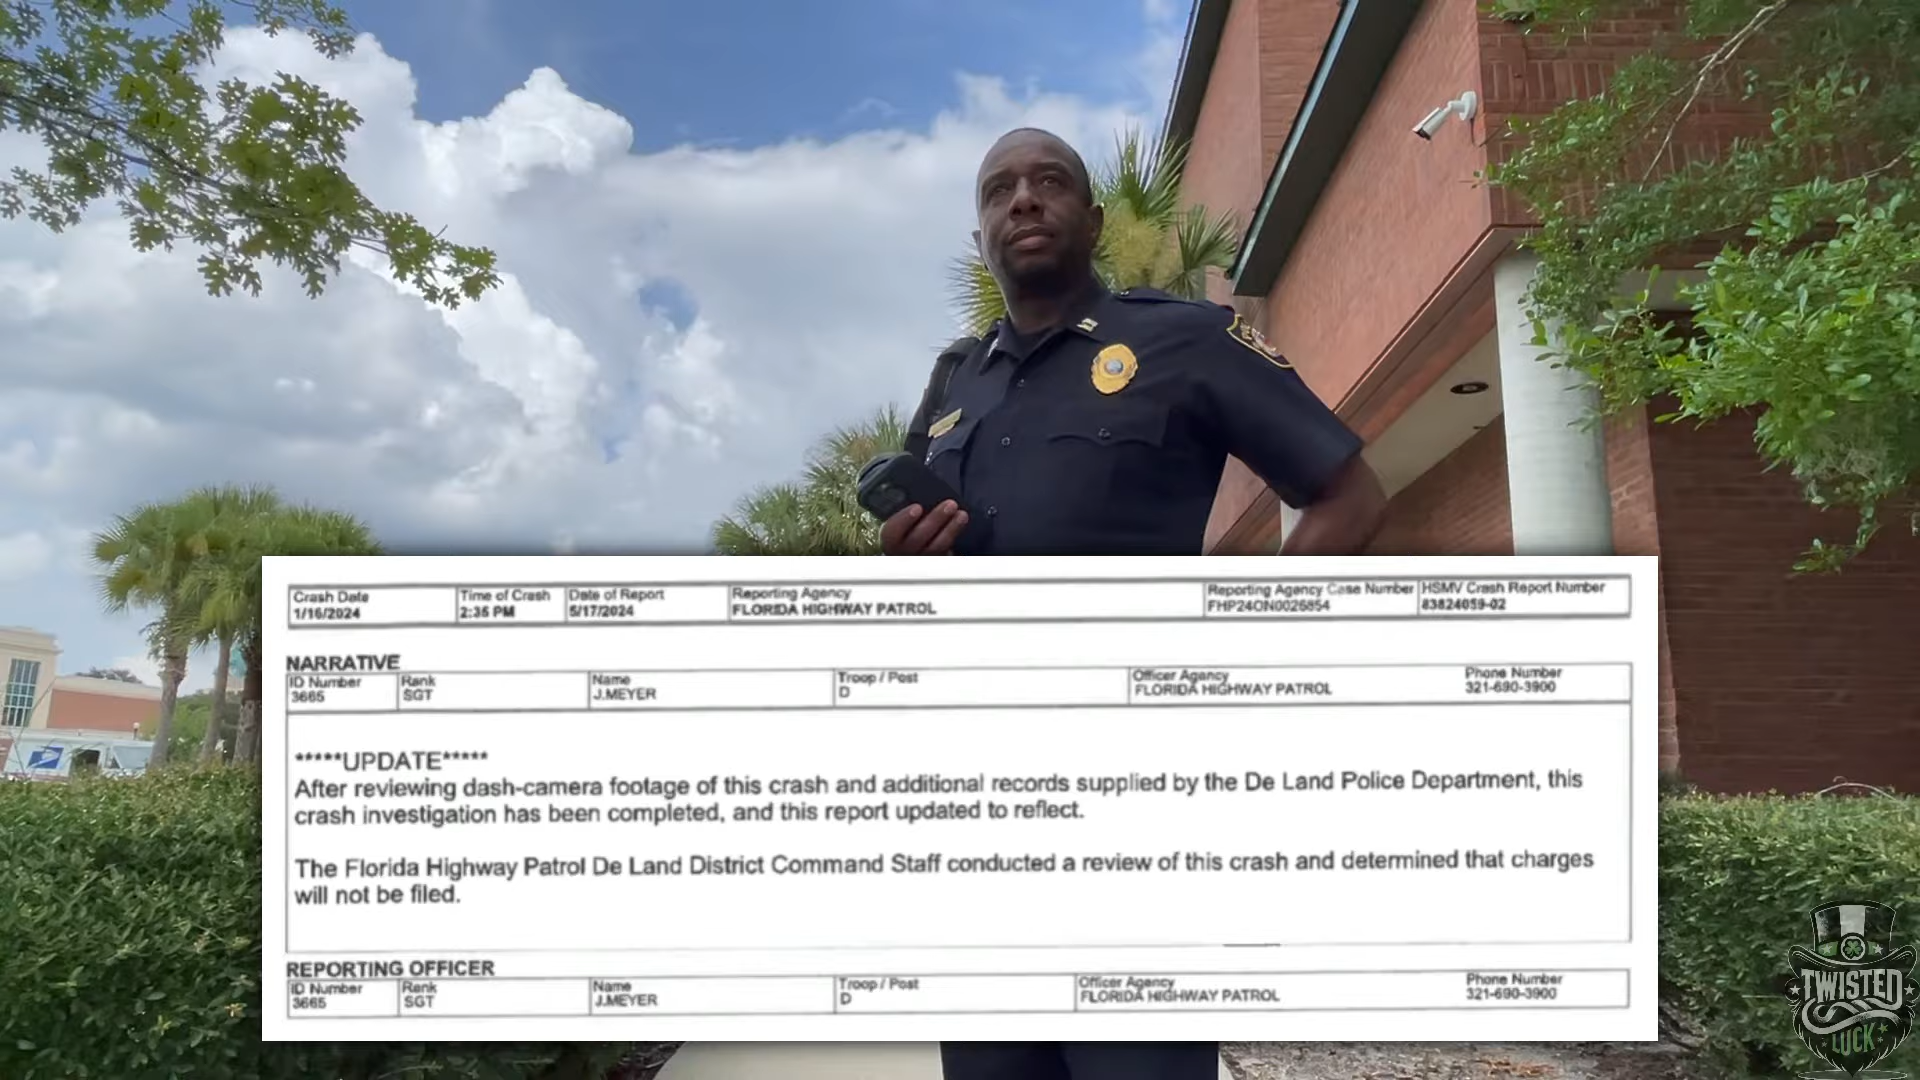 Crash Date Time of Crash Date of Report Reporting Agency Reporting Agency Case Number HSMV Crash Report Number
1/16/2024 2:35 PM 5/17/2024 FLORIDA HIGHWAY PATROL FHP24ON0026854 83824059-02
NARRATIVE
ID Number Rank Name Troop / Post Officer Agency Phone Number
3665 SGT J.MEYER D FLORIDA HIGHWAY PATROL 321-690-3900
*****UPDATE*****
After reviewing dash-camera footage of this crash and additional records supplied by the De Land Police Department, this
crash investigation has been completed, and this report updated to reflect.
The Florida Highway Patrol De Land District Command Staff conducted a review of this crash and determined that charges
will not be filed.
REPORTING OFFICER
ID Number Rank Name Troop / Post Officer Agency Phone Number
3665 SGT J.MEYER D FLORIDA HIGHWAY PATROL 321-690-3900
TWISTED
LUCK